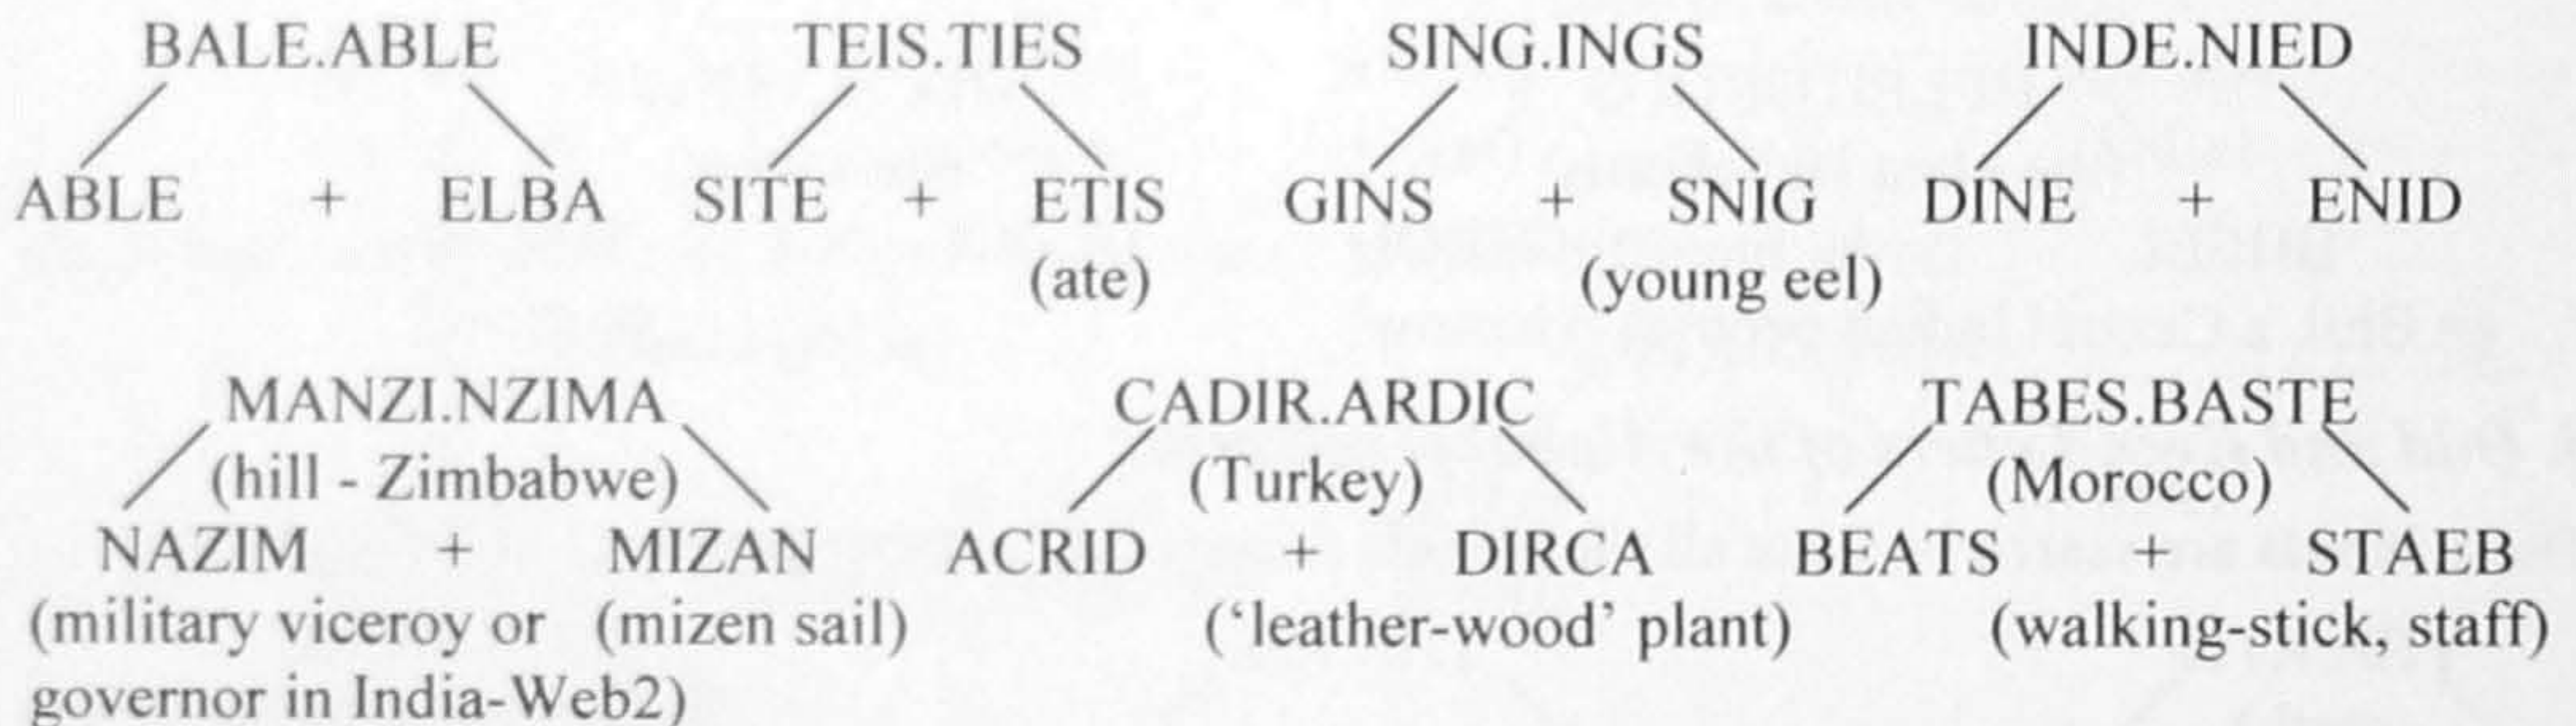 BALE.ABLE TEIS.TIES SING.INGS INDE.NIED
ABLE + ELBA SITE + ETIS GINS + SNIG DINE + ENID
(ate) (young eel)
MANZI.NZIMA CADIR.ARDIC TABES.BASTE
(hill - Zimbabwe) (Turkey) (Morocco)
NAZIM + MIZAN ACRID + DIRCA BEATS + STAEB
(military viceroy or (mizen sail) (‘leather-wood’ plant) (walking-stick, staff)
governor in India-Web2)